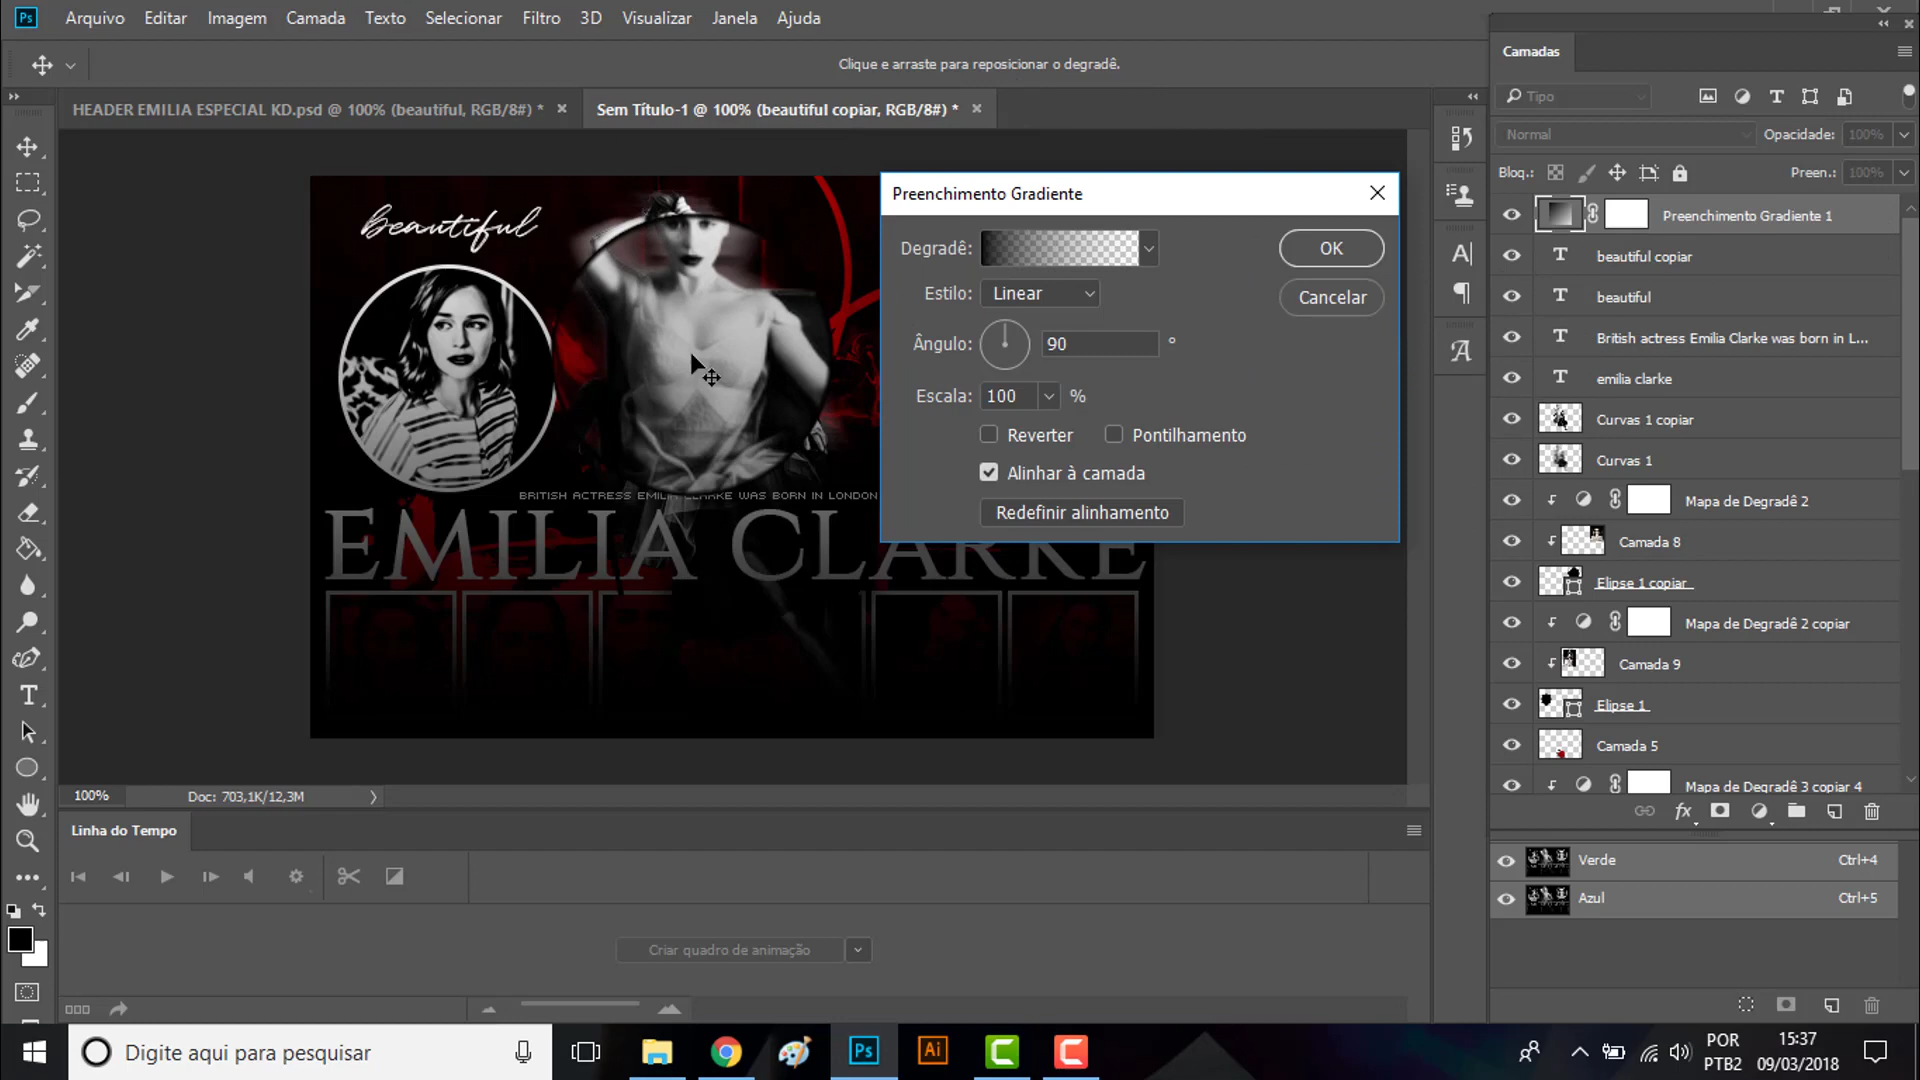 Ps Arquivo Editar Imagem Camada Texto Selecionar Filtro 3D Visualizar Janela Ajuda
Clique e arraste para reposicionar o degradê.
HEADER EMILIA ESPECIAL KD.psd @ 100% (beautiful, RGB/8#) * × Sem Título-1 @ 100% (beautiful copiar, RGB/8#) * ×
beautiful
BRITISH ACTRESS EMILIA CLARKE WAS BORN IN LONDON
EMILIA CLARKE
Preenchimento Gradiente
Degradê:
OK
Estilo: Linear
Cancelar
Ângulo: 90 °
Escala: 100 %
Reverter Pontilhamento
Alinhar à camada
Redefinir alinhamento
Camadas
Tipo
Normal Opacidade: 100%
Bloq.: Preen.: 100%
Preenchimento Gradiente 1
T beautiful copiar
T beautiful
T British actress Emilia Clarke was born in L...
T emilia clarke
Curvas 1 copiar
Curvas 1
Mapa de Degradê 2
Camada 8
Elipse 1 copiar
Mapa de Degradê 2 copiar
Camada 9
Elipse 1
Camada 5
Mapa de Degradê 3 copiar 4
fx
Verde Ctrl+4
Azul Ctrl+5
100% Doc: 703,1K/12,3M
Linha do Tempo
Criar quadro de animação
Digite aqui para pesquisar
Ps Ai
POR
PTB2
15:37
09/03/2018